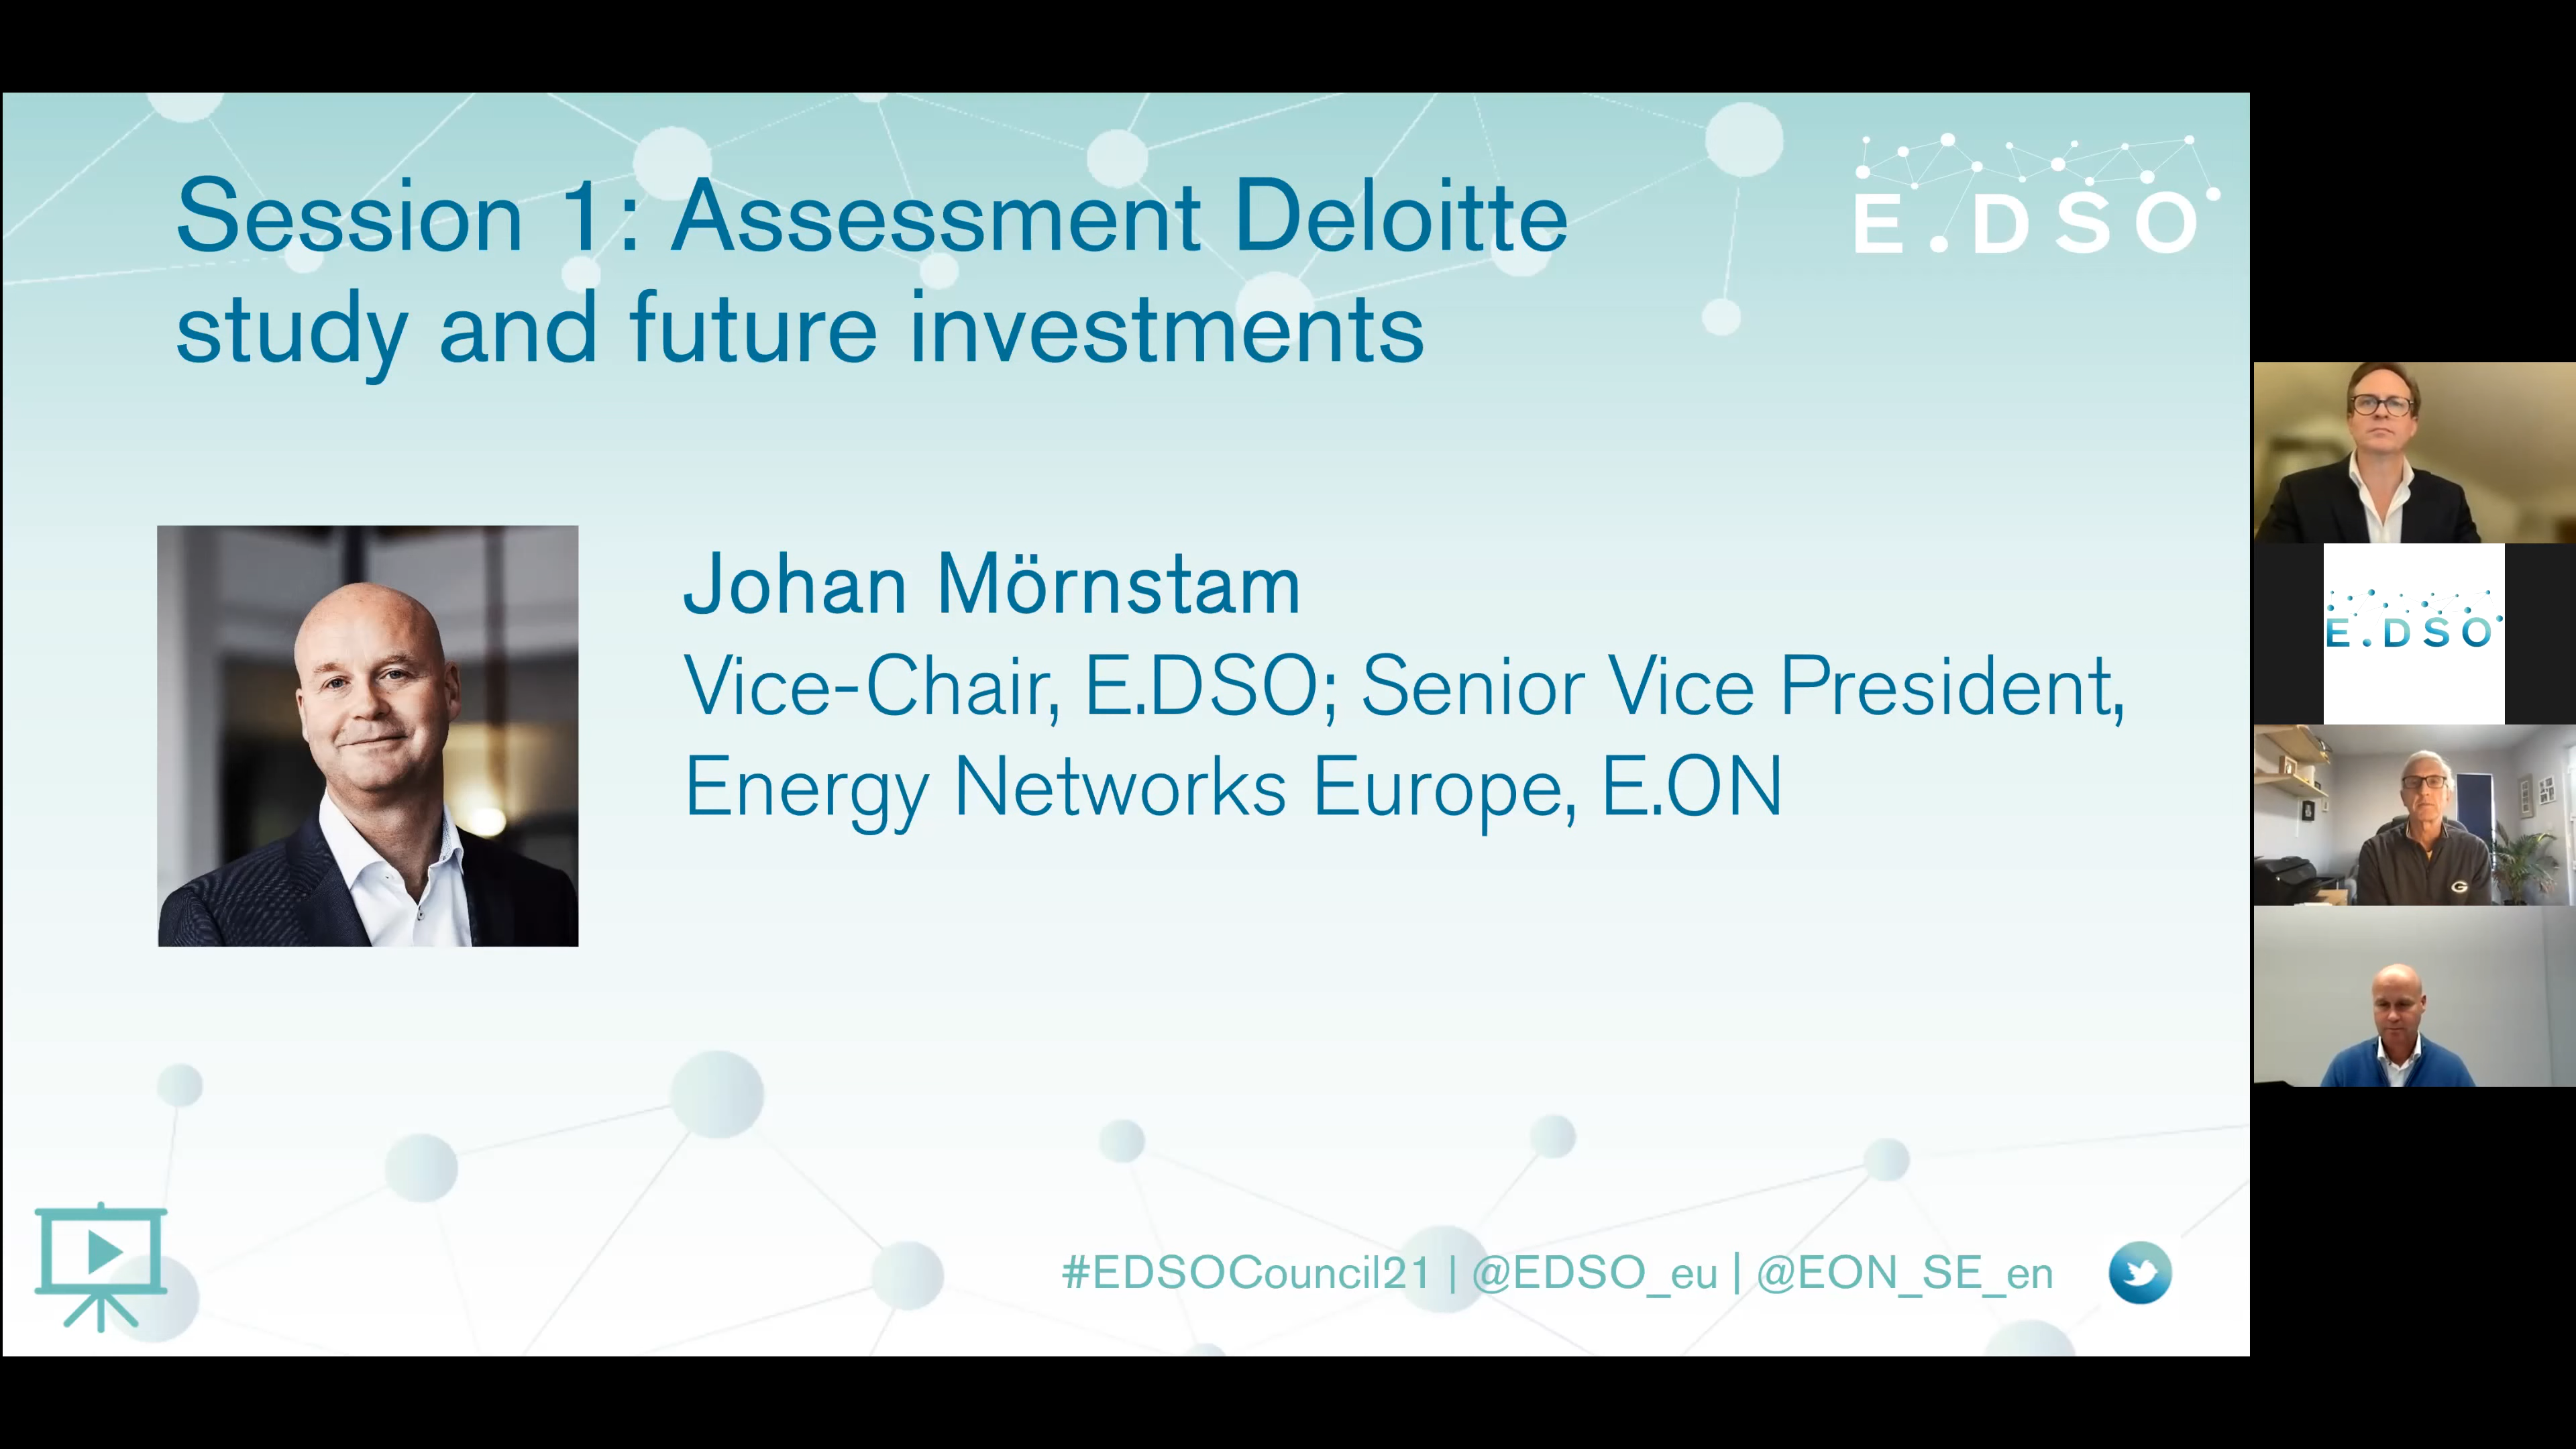 Session 1: Assessment Deloitte
study and future investments
E.DSO
Johan Mörnstam
Vice-Chair, E.DSO; Senior Vice President,
Energy Networks Europe, E.ON
#EDSOCouncil21 | @EDSO_eu | @EON_SE_en
E.DSO
G